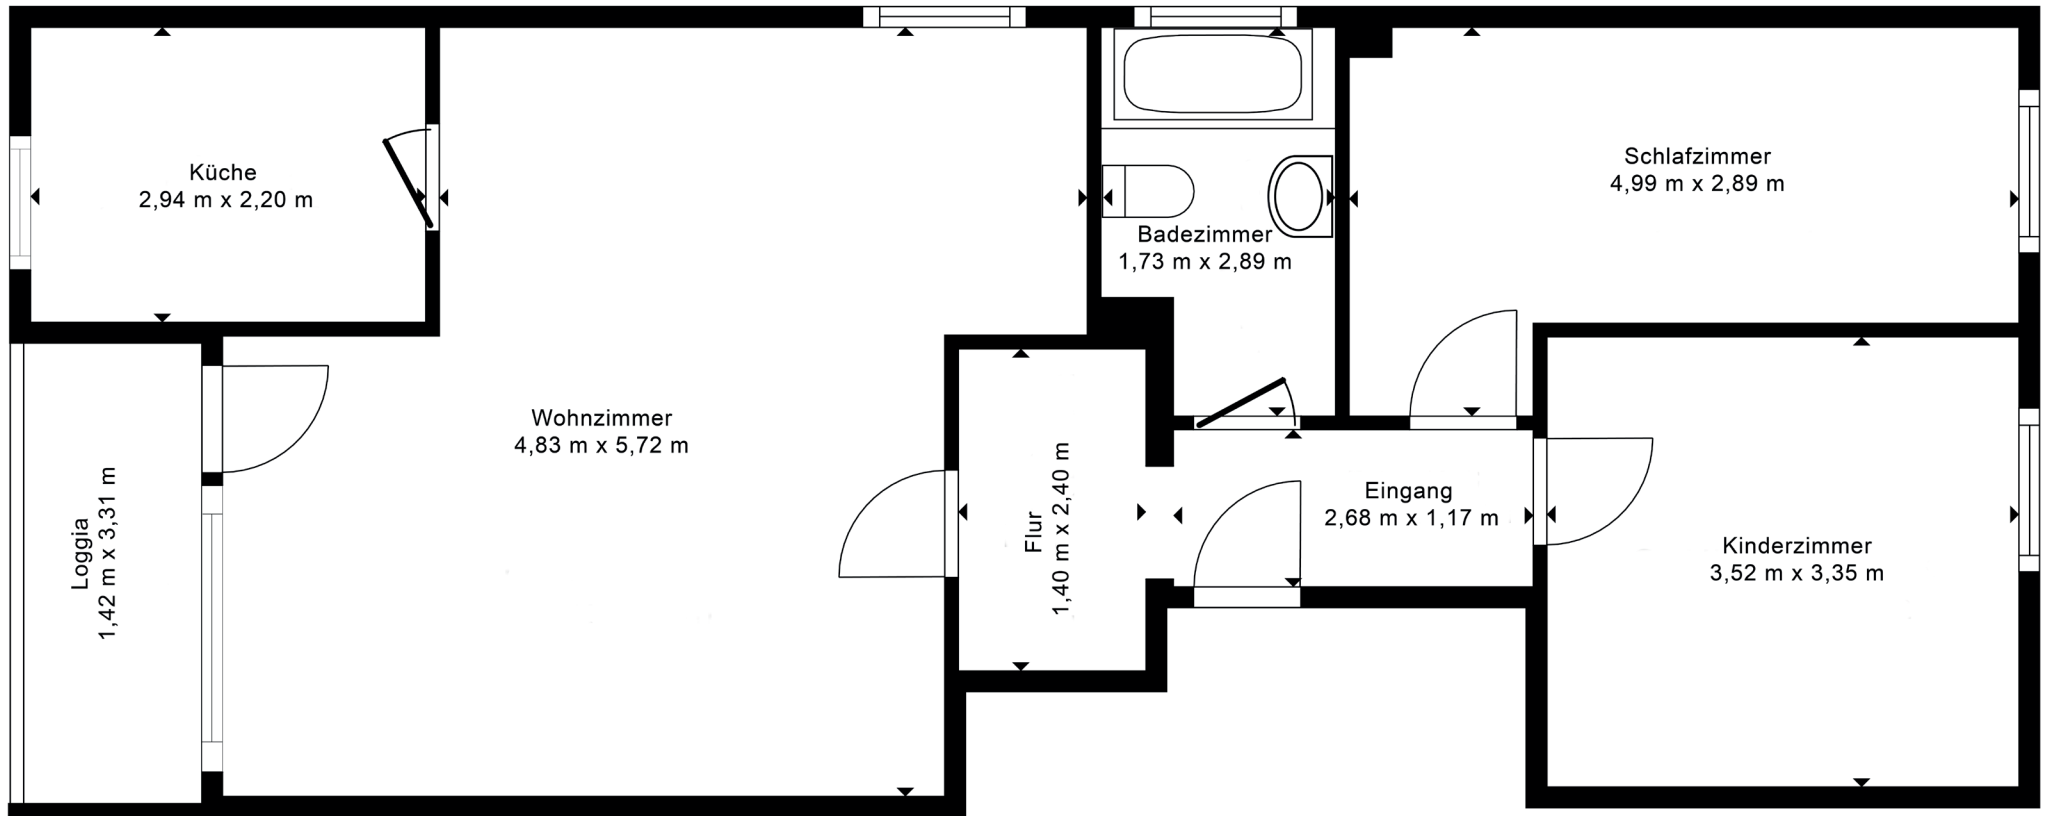 Küche
2,94 m x 2,20 m
Wohnzimmer
4,83 m x 5,72 m
Badezimmer
1,73 m x 2,89 m
Schlafzimmer
4,99 m x 2,89 m
Loggia
1,42 m x 3,31 m
Flur
1,40 m x 2,40 m
Eingang
2,68 m x 1,17 m
Kinderzimmer
3,52 m x 3,35 m